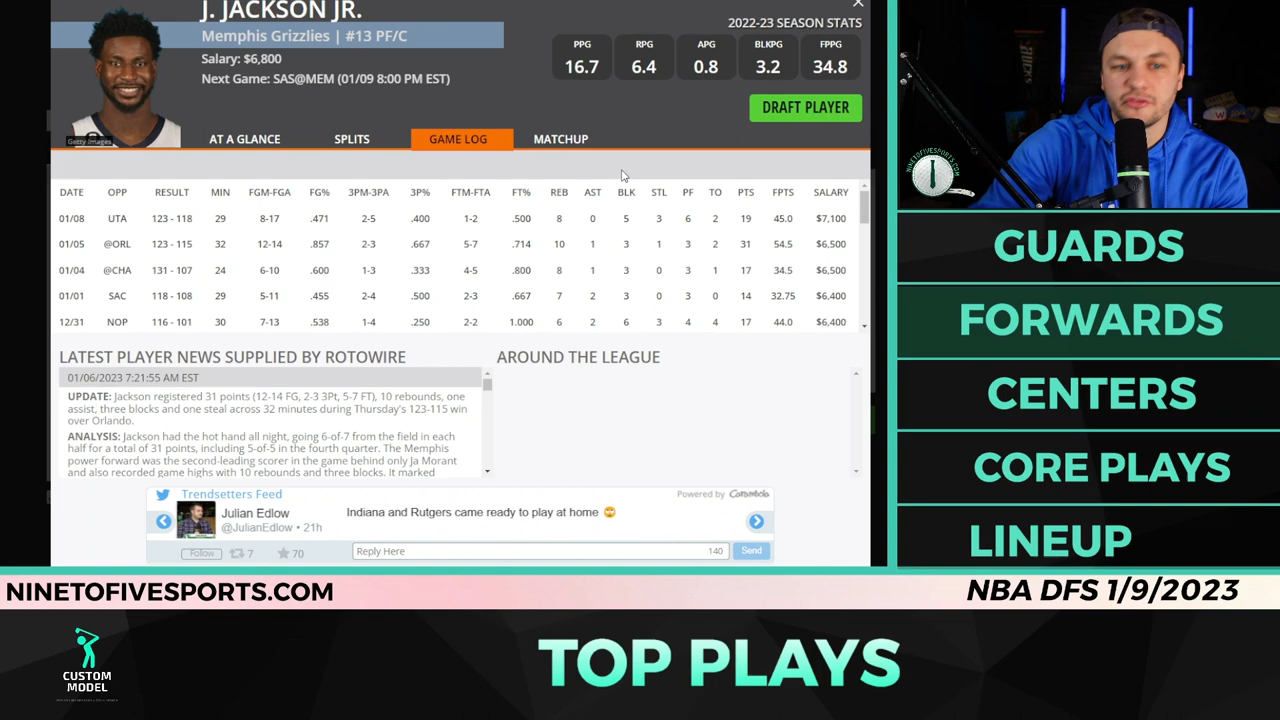 J. JACKSON JR.
Memphis Grizzlies | #13 PF/C
Salary: $6,800
Next Game: SAS@MEM (01/09 8:00 PM EST)
Getty Images
2022-23 SEASON STATS
PPG RPG APG BLKPG FPPG
16.7 6.4 0.8 3.2 34.8
DRAFT PLAYER
AT A GLANCE SPLITS GAME LOG MATCHUP
DATE OPP RESULT MIN FGM-FGA FG% 3PM-3PA 3P% FTM-FTA FT% REB AST BLK STL PF TO PTS FPTS SALARY
01/08 UTA 123 - 118 29 8-17 .471 2-5 .400 1-2 .500 8 0 5 3 6 2 19 45.0 $7,100
01/05 @ORL 123 - 115 32 12-14 .857 2-3 .667 5-7 .714 10 1 3 1 3 2 31 54.5 $6,500
01/04 @CHA 131 - 107 24 6-10 .600 1-3 .333 4-5 .800 8 1 3 0 3 1 17 34.5 $6,500
01/01 SAC 118 - 108 29 5-11 .455 2-4 .500 2-3 .667 7 2 3 0 3 0 14 32.75 $6,400
12/31 NOP 116 - 101 30 7-13 .538 1-4 .250 2-2 1.000 6 2 6 3 4 4 17 44.0 $6,400
LATEST PLAYER NEWS SUPPLIED BY ROTOWIRE
01/06/2023 7:21:55 AM EST
UPDATE: Jackson registered 31 points (12-14 FG, 2-3 3Pt, 5-7 FT), 10 rebounds, one
assist, three blocks and one steal across 32 minutes during Thursday's 123-115 win
over Orlando.
ANALYSIS: Jackson had the hot hand all night, going 6-of-7 from the field in each
half for a total of 31 points, including 5-of-5 in the fourth quarter. The Memphis
power forward was the second-leading scorer in the game behind only Ja Morant
and also recorded game highs with 10 rebounds and three blocks. It marked
AROUND THE LEAGUE
Trendsetters Feed
Powered by Carambola
Julian Edlow
@JulianEdlow • 21h
Indiana and Rutgers came ready to play at home 🙄
Follow 7 70
Reply Here 140 Send
NINETOFIVESPORTS
GUARDS
FORWARDS
CENTERS
CORE PLAYS
LINEUP
NINETOFIVESPORTS.COM
NBA DFS 1/9/2023
CUSTOM
MODEL
TOP PLAYS